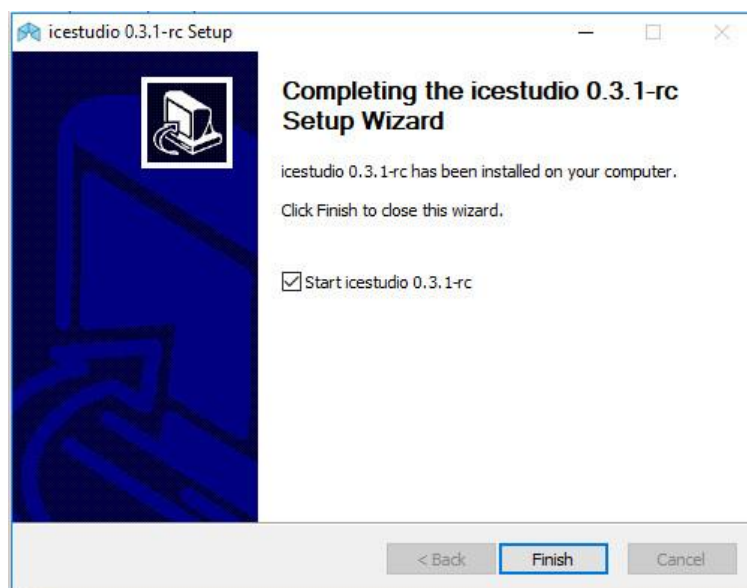 icestudio 0.3.1-rc Setup
Completing the icestudio 0.3.1-rc
Setup Wizard
icestudio 0.3.1-rc has been installed on your computer.
Click Finish to close this wizard.
Start icestudio 0.3.1-rc
< Back Finish Cancel